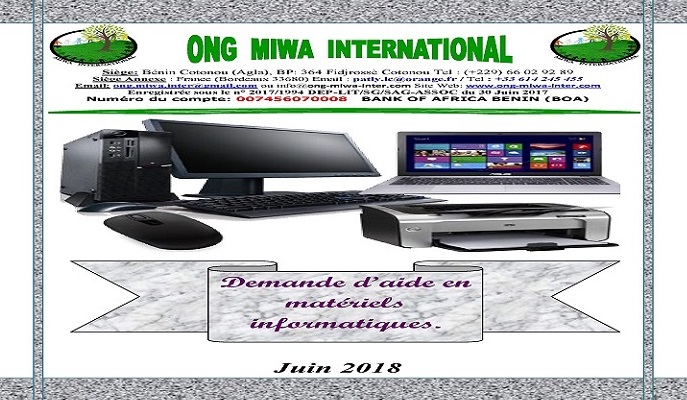 ONG MIWA INTERNATIONAL
Siège: Bénin Cotonou (Agla), BP: 364 Fidjrossè Cotonou Tel : (+229) 66 02 92 89
Siège Annexe : France (Bordeaux 33680) Email : patly.le@orange.fr / Tel : +33 614 245 455
Email: ong.miwa.inter@gmail.com ou info@ong-miwa-inter.com Site Web: www.ong-miwa-inter.com
Enregistrée sous le n° 2017/1994 DEP-LIT/SG/SAG-ASSOC du 30 Juin 2017
Numéro du compte: 007456070008 BANK OF AFRICA BENIN (BOA)
Start
ASUS
Demande d'aide en
matériels
informatiques.
Juin 2018